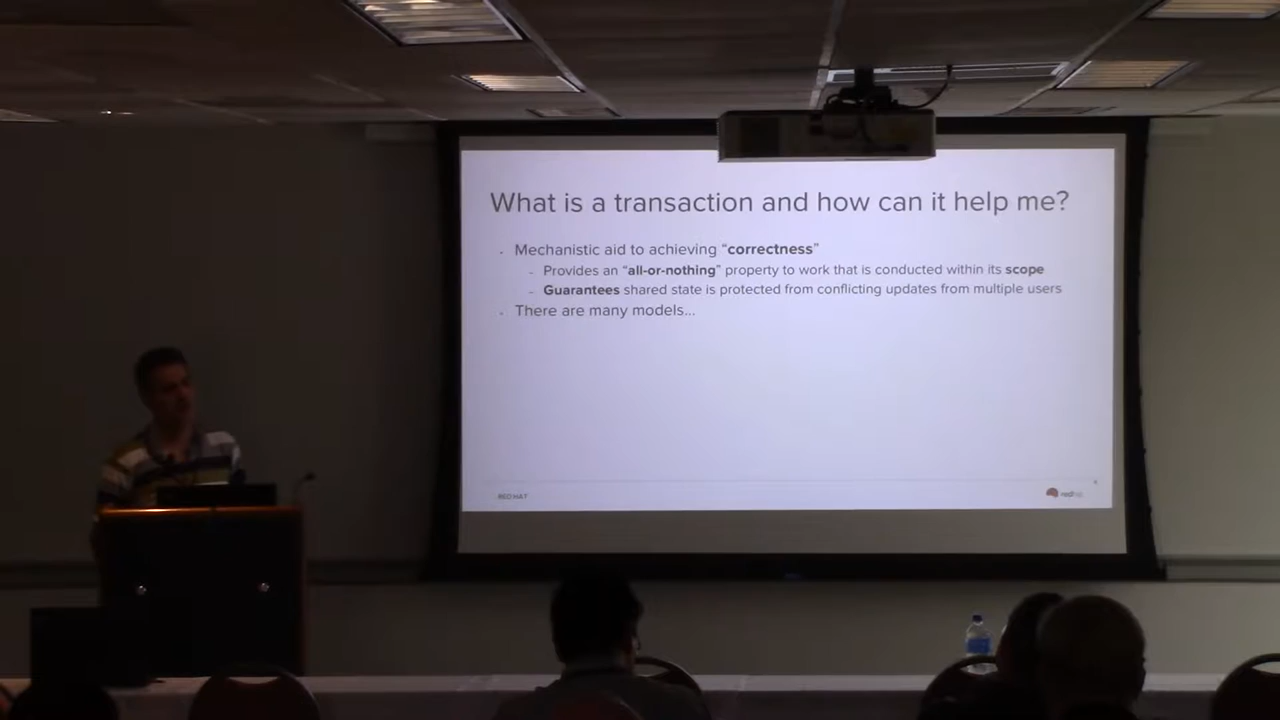 What is a transaction and how can it help me?
· Mechanistic aid to achieving “correctness”
– Provides an “all-or-nothing” property to work that is conducted within its scope
– Guarantees shared state is protected from conflicting updates from multiple users
· There are many models...
RED HAT
redhat